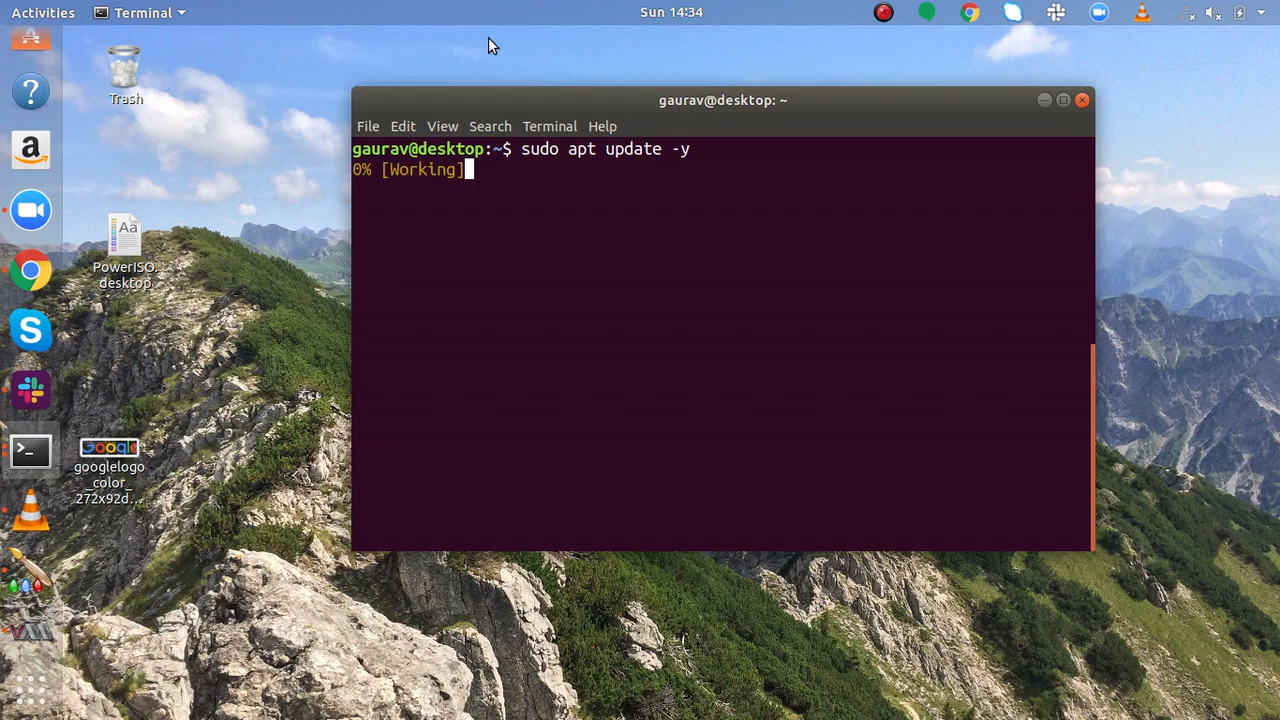 Activities
Terminal
Sun 14:34
Trash
PowerISO.
desktop
Google
googlelogo
_color_
272x92d...
gaurav@desktop: ~
File Edit View Search Terminal Help
gaurav@desktop:~$ sudo apt update -y
0% [Working]